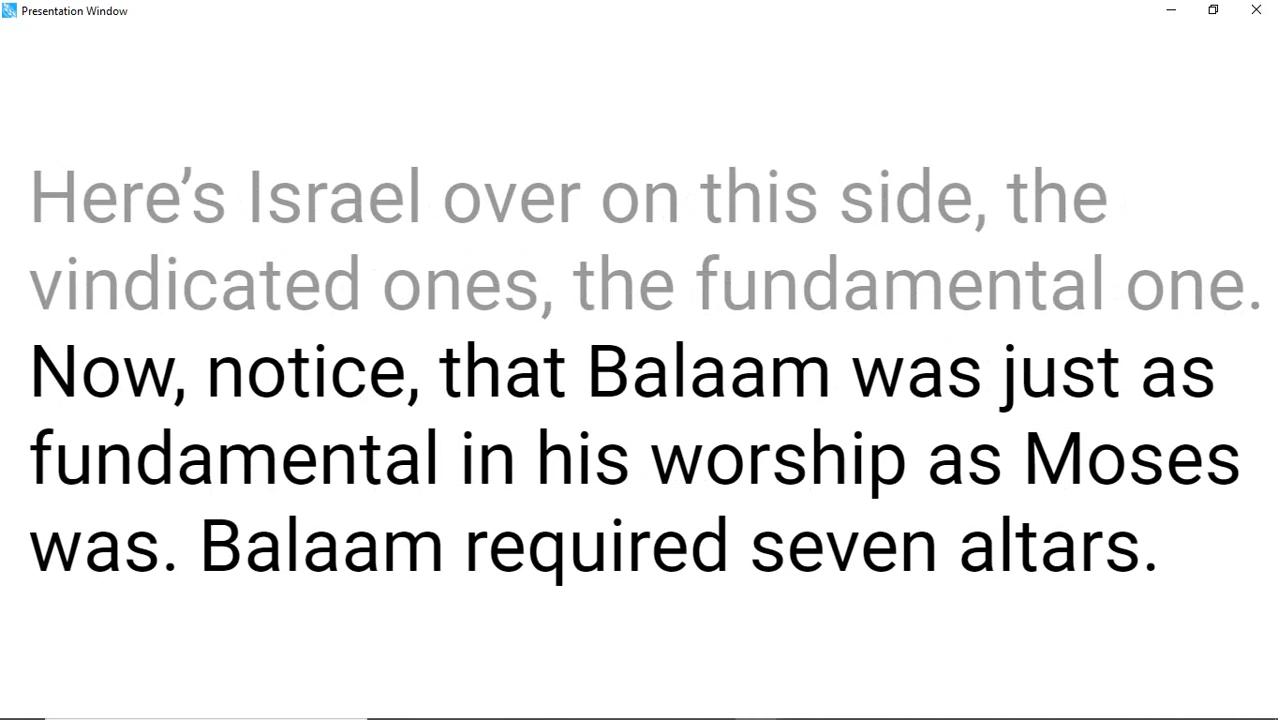 Presentation Window
Here’s Israel over on this side, the
vindicated ones, the fundamental one.
Now, notice, that Balaam was just as
fundamental in his worship as Moses
was. Balaam required seven altars.